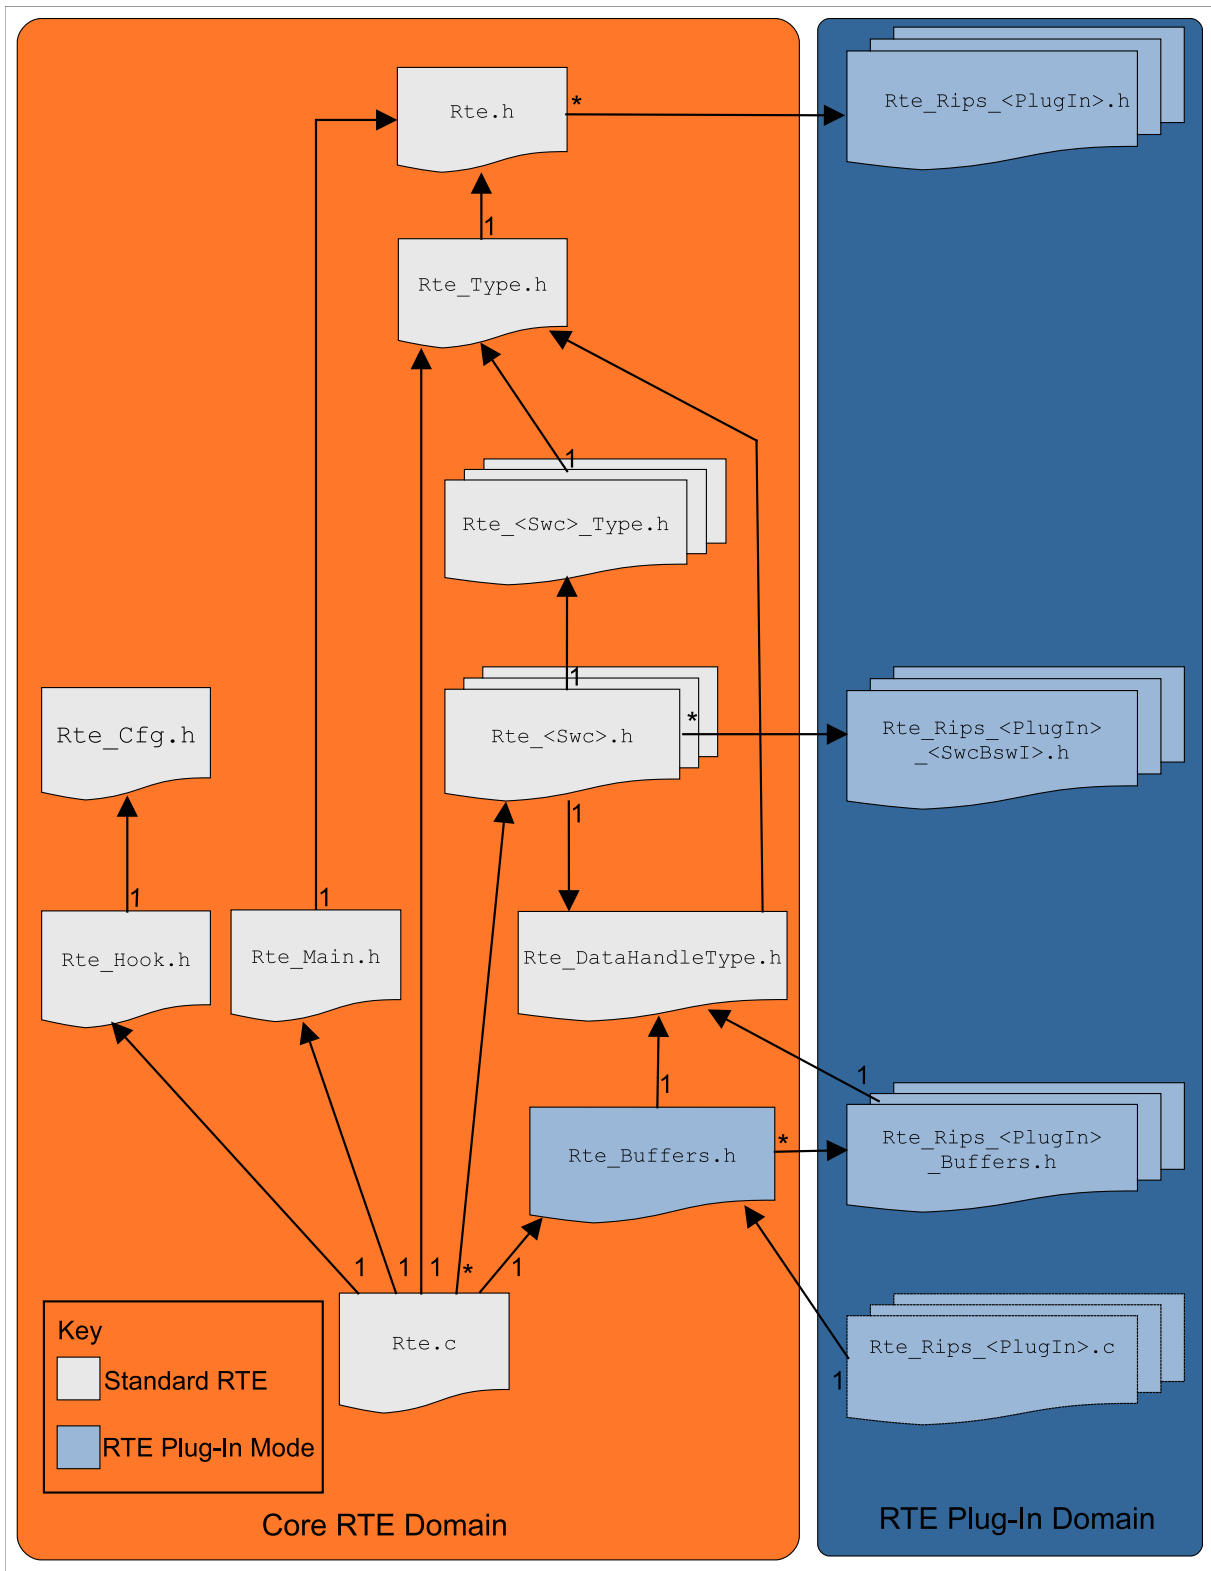 Rte.h
*
Rte_Rips_<PlugIn>.h
1
Rte_Type.h
1
Rte_<Swc>_Type.h
1
Rte_Cfg.h
Rte_<Swc>.h
*
Rte_Rips_<PlugIn>
_<SwcBswI>.h
1
1
1
Rte_Hook.h
Rte_Main.h
Rte_DataHandleType.h
1
1
Rte_Buffers.h
*
Rte_Rips_<PlugIn>
_Buffers.h
1
1
1
*
1
Rte.c
Rte_Rips_<PlugIn>.c
1
Key
Standard RTE
RTE Plug-In Mode
Core RTE Domain
RTE Plug-In Domain